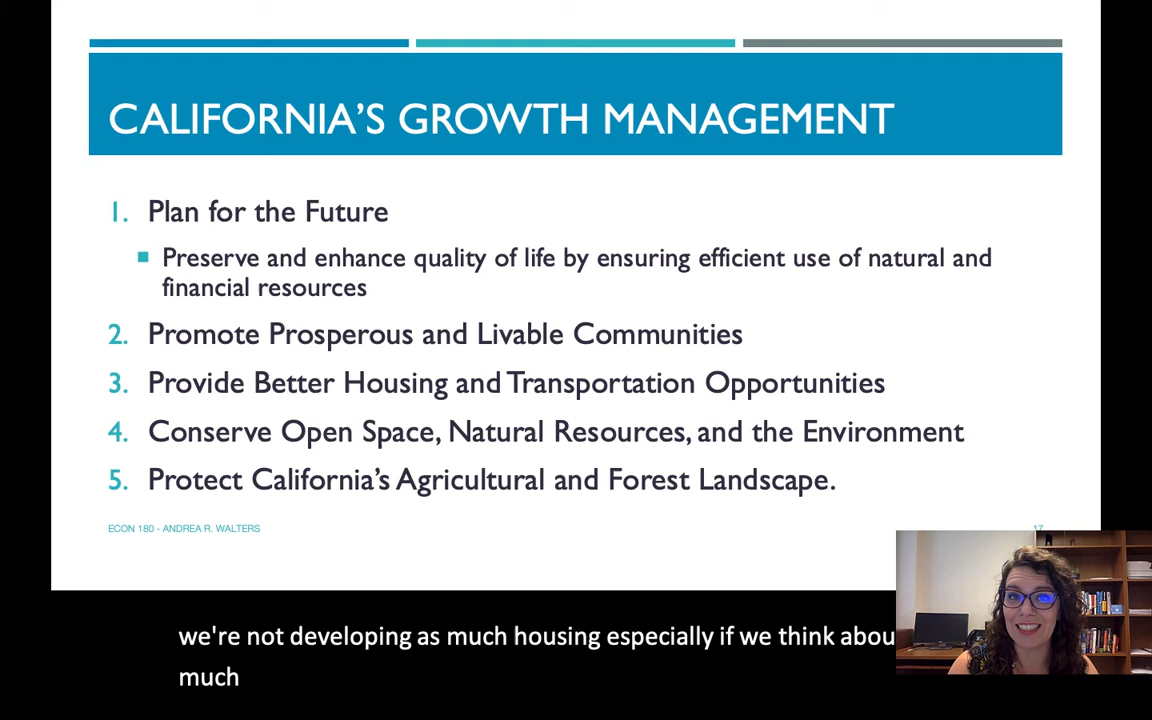 CALIFORNIA'S GROWTH MANAGEMENT
1. Plan for the Future
Preserve and enhance quality of life by ensuring efficient use of natural and
financial resources
2. Promote Prosperous and Livable Communities
3. Provide Better Housing and Transportation Opportunities
4. Conserve Open Space, Natural Resources, and the Environment
5. Protect California's Agricultural and Forest Landscape.
ECON 180 - ANDREA R. WALTERS
17
we're not developing as much housing especially if we think
much